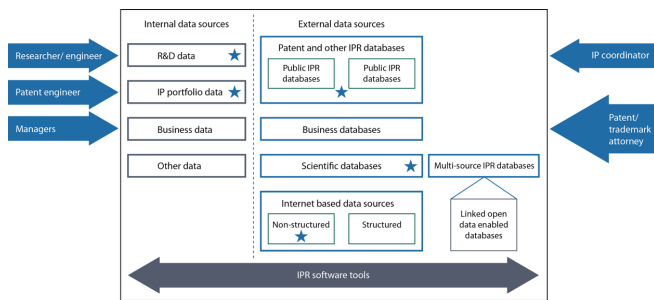 Internal data sources
External data sources
Researcher/ engineer
R&D data
Patent and other IPR databases
Public IPR
databases
Public IPR
databases
IP coordinator
Patent engineer
IP portfolio data
Managers
Business data
Business databases
Patent/
trademark
attorney
Other data
Scientific databases
Multi-source IPR databases
Internet based data sources
Non-structured
Structured
Linked open
data enabled
databases
IPR software tools